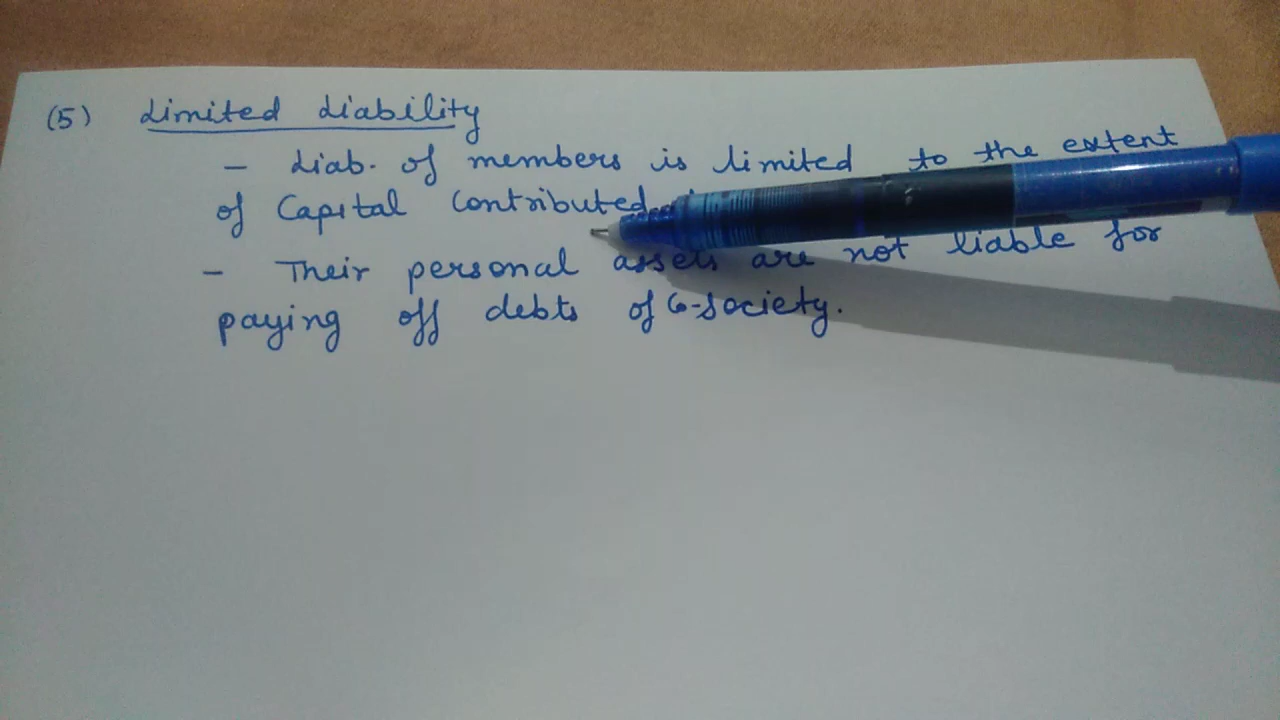 (5) Limited Liability
- Liab. of members is limited to the extent
of Capital contributed
- Their personal assets are not liable for
paying off debts of Co-society.